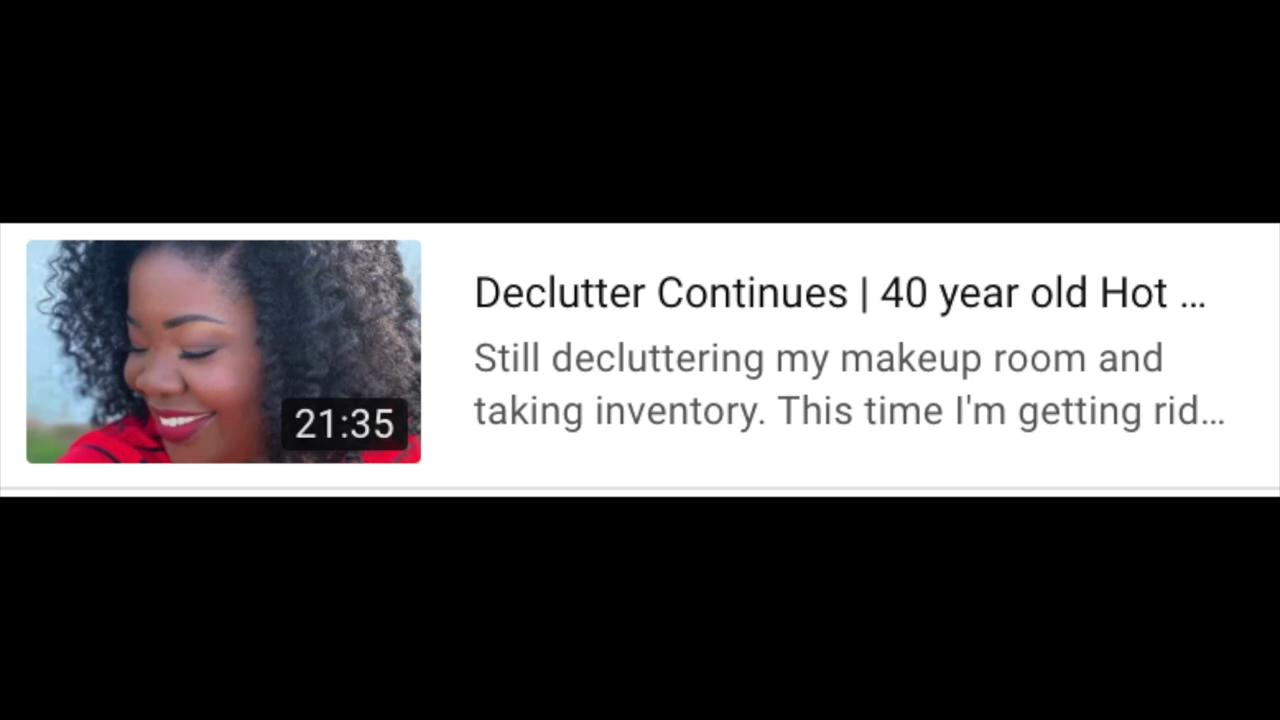 21:35
Declutter Continues | 40 year old Hot ...
Still decluttering my makeup room and
taking inventory. This time I'm getting rid...